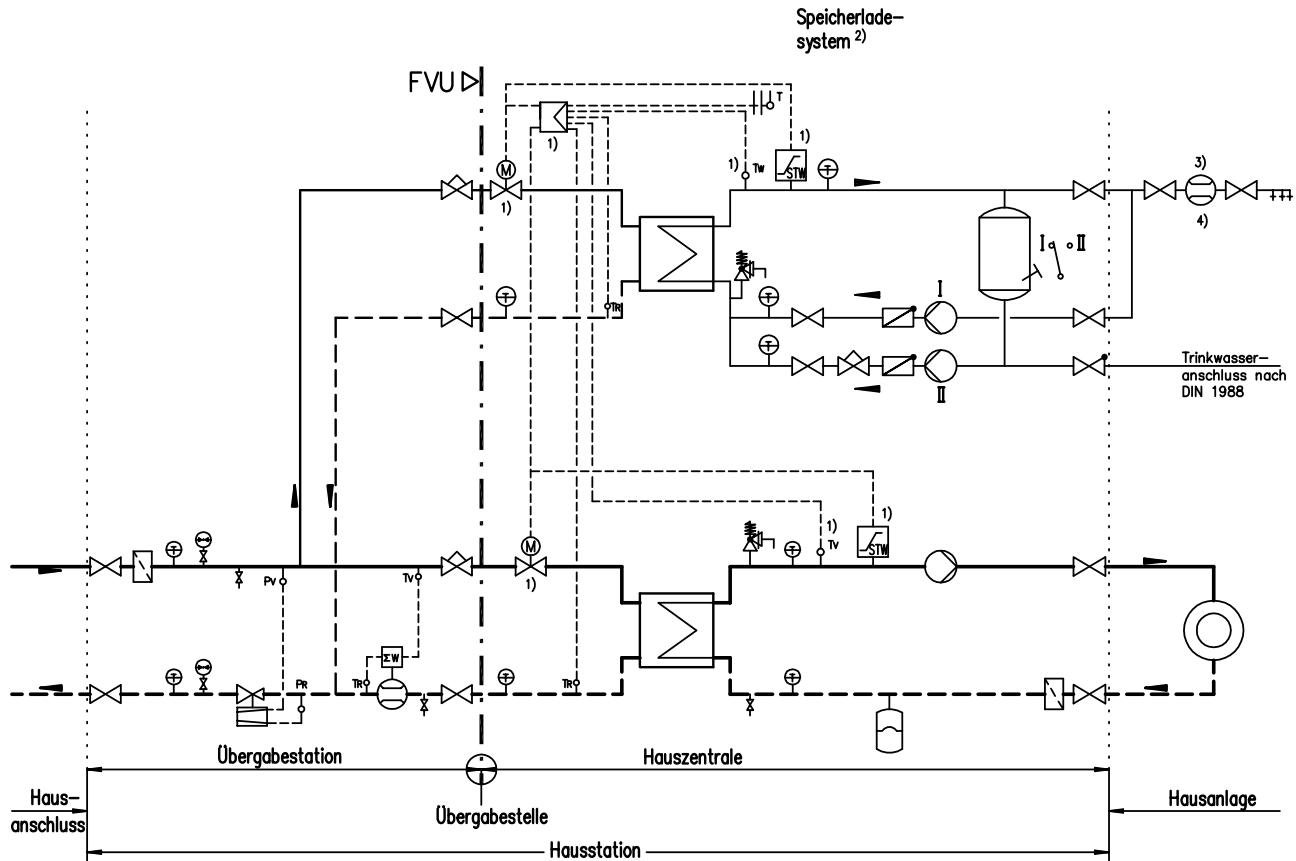 Speicherlade-
system 2)
FVU
T
1)
1)
M
1)
1)
Tw
STW
T
3)
4)
I
II
T
TR
T
I
T
II
Trinkwasser-
anschluss nach
DIN 1988
M
1)
1)
Tv
1)
STW
T
T
Pv
Tv
ΣW
TR
PR
T
T
TR
T
Übergabestation
Hauszentrale
Haus-
anschluss
Übergabestelle
Hausanlage
Hausstation